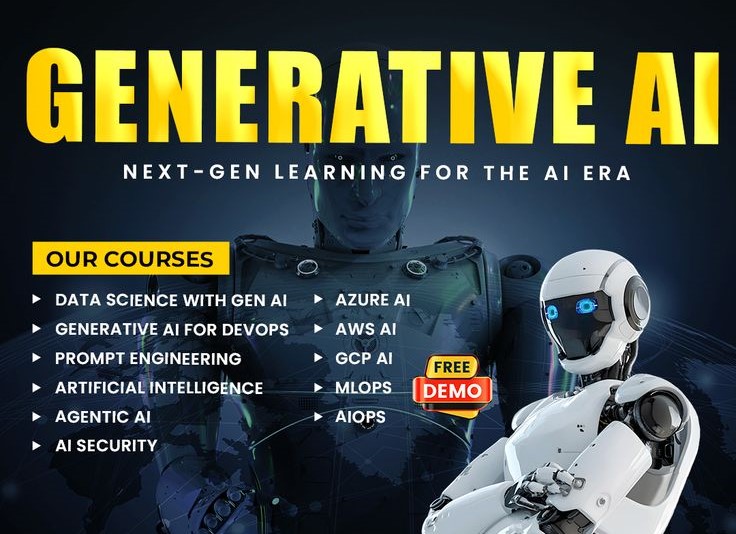 GENERATIVE AI
NEXT-GEN LEARNING FOR THE AI ERA
OUR COURSES
DATA SCIENCE WITH GEN AI
GENERATIVE AI FOR DEVOPS
PROMPT ENGINEERING
ARTIFICIAL INTELLIGENCE
AGENTIC AI
AI SECURITY
AZURE AI
AWS AI
GCP AI
MLOPS
AIOPS
FREE
DEMO